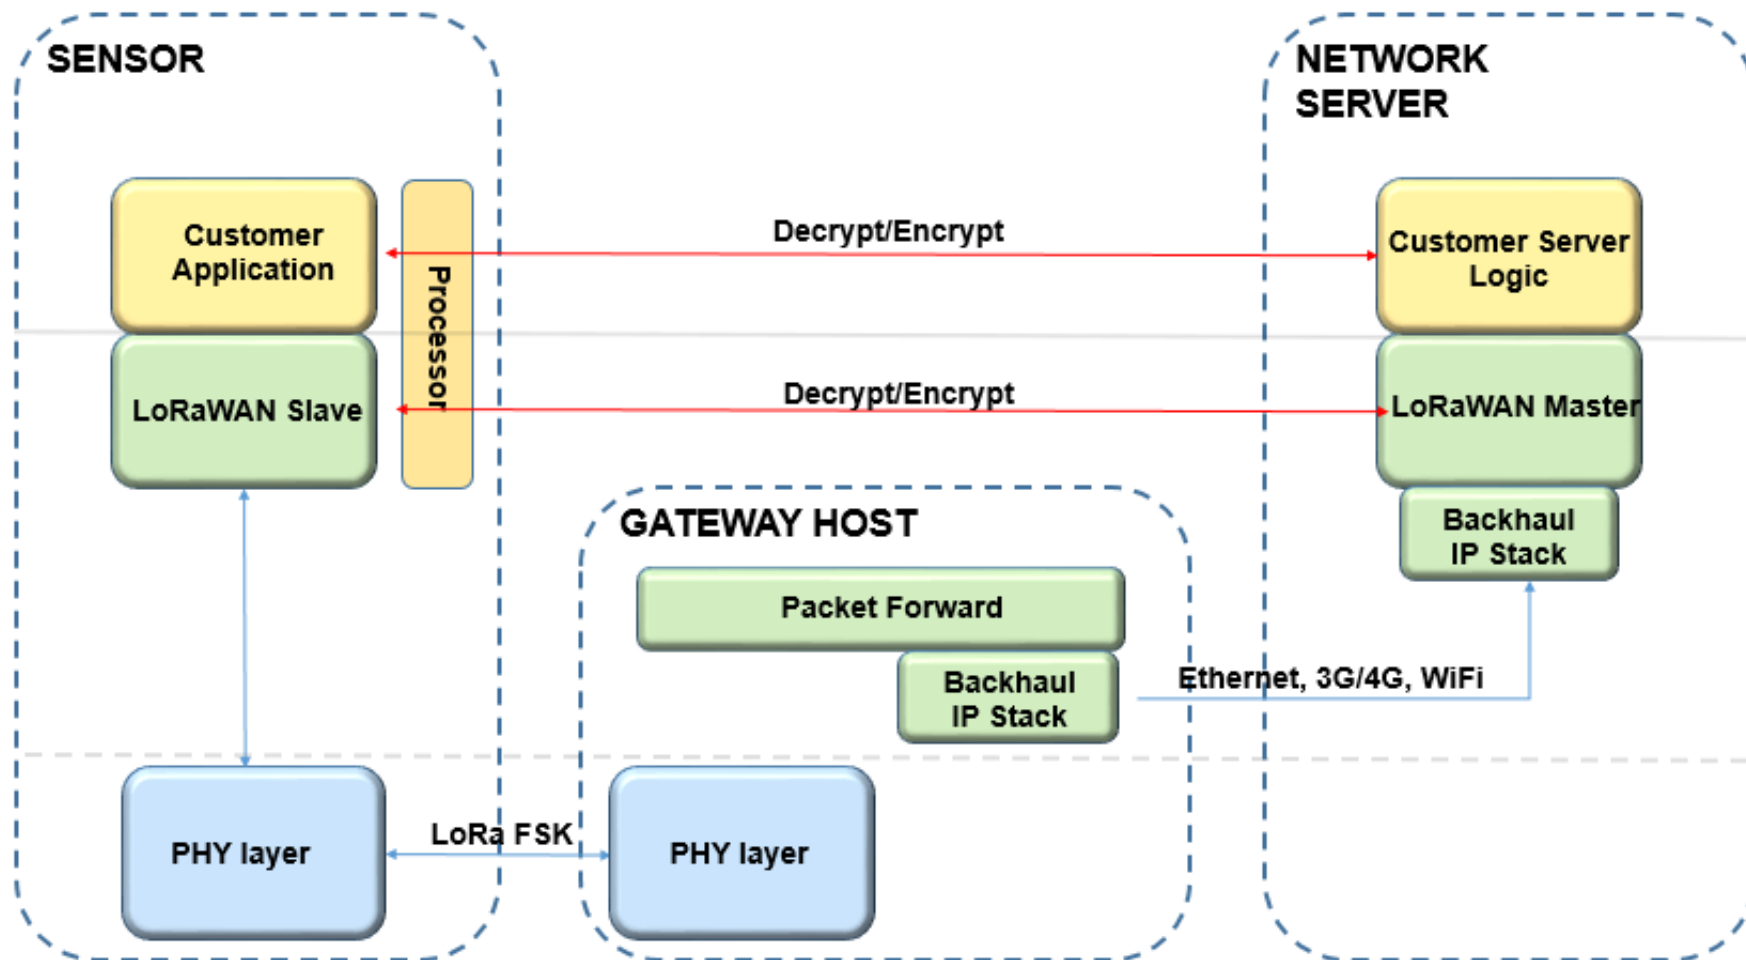 SENSOR
NETWORK
SERVER
Customer
Application
Processor
Decrypt/Encrypt
Customer Server
Logic
LoRaWAN Slave
Decrypt/Encrypt
LoRaWAN Master
GATEWAY HOST
Backhaul
IP Stack
Packet Forward
Backhaul
IP Stack
Ethernet, 3G/4G, WiFi
PHY layer
LoRa FSK
PHY layer